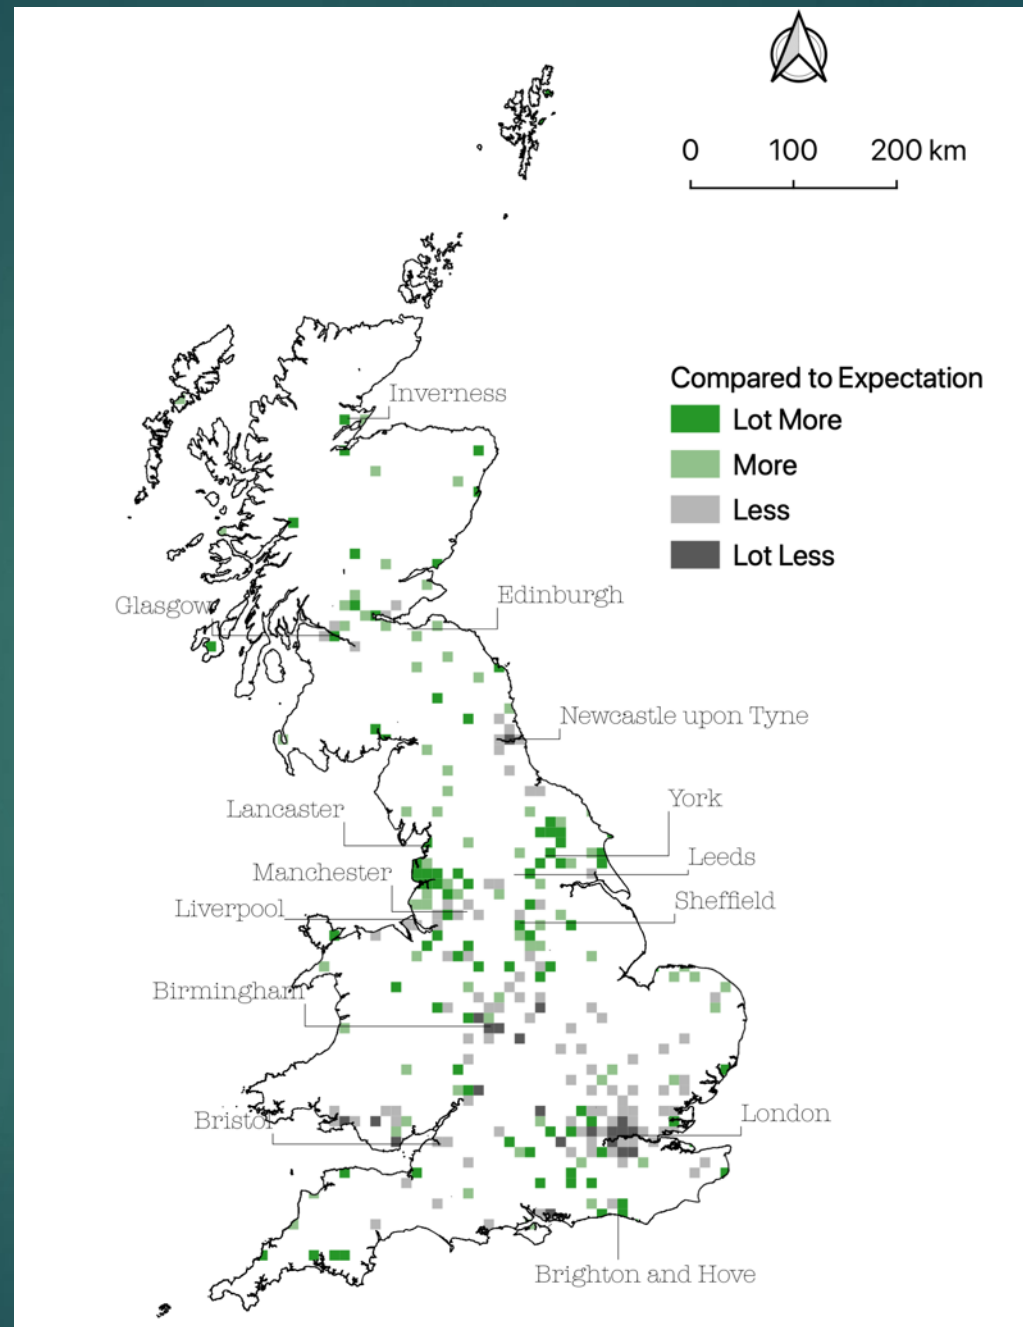 0 100 200 km
Compared to Expectation
Lot More
More
Less
Lot Less
Inverness
Glasgow
Edinburgh
Newcastle upon Tyne
Lancaster
York
Manchester
Leeds
Liverpool
Sheffield
Birmingham
Bristol
London
Brighton and Hove